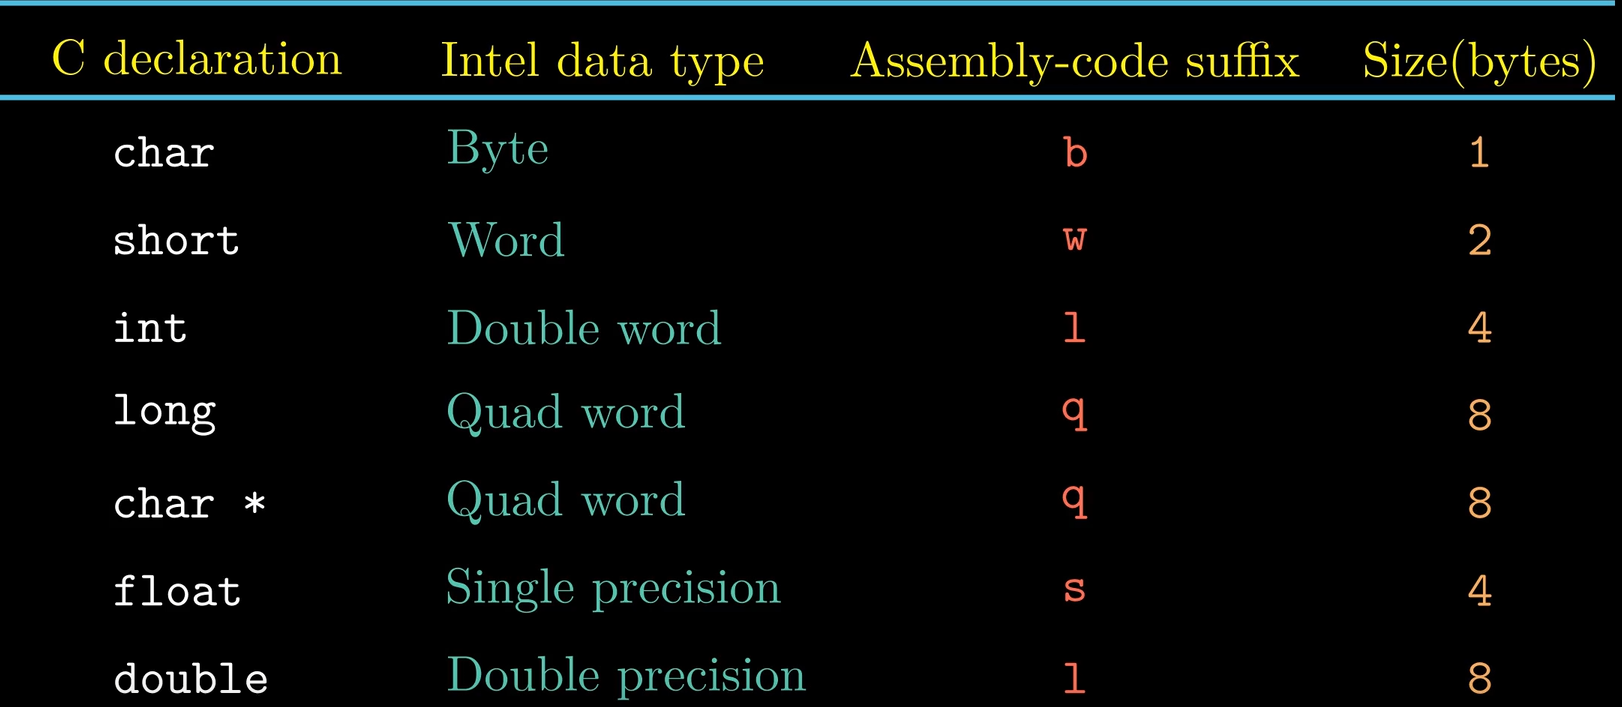 C declaration Intel data type Assembly-code suffix Size(bytes)
char Byte b 1
short Word w 2
int Double word l 4
long Quad word q 8
char * Quad word q 8
float Single precision s 4
double Double precision l 8